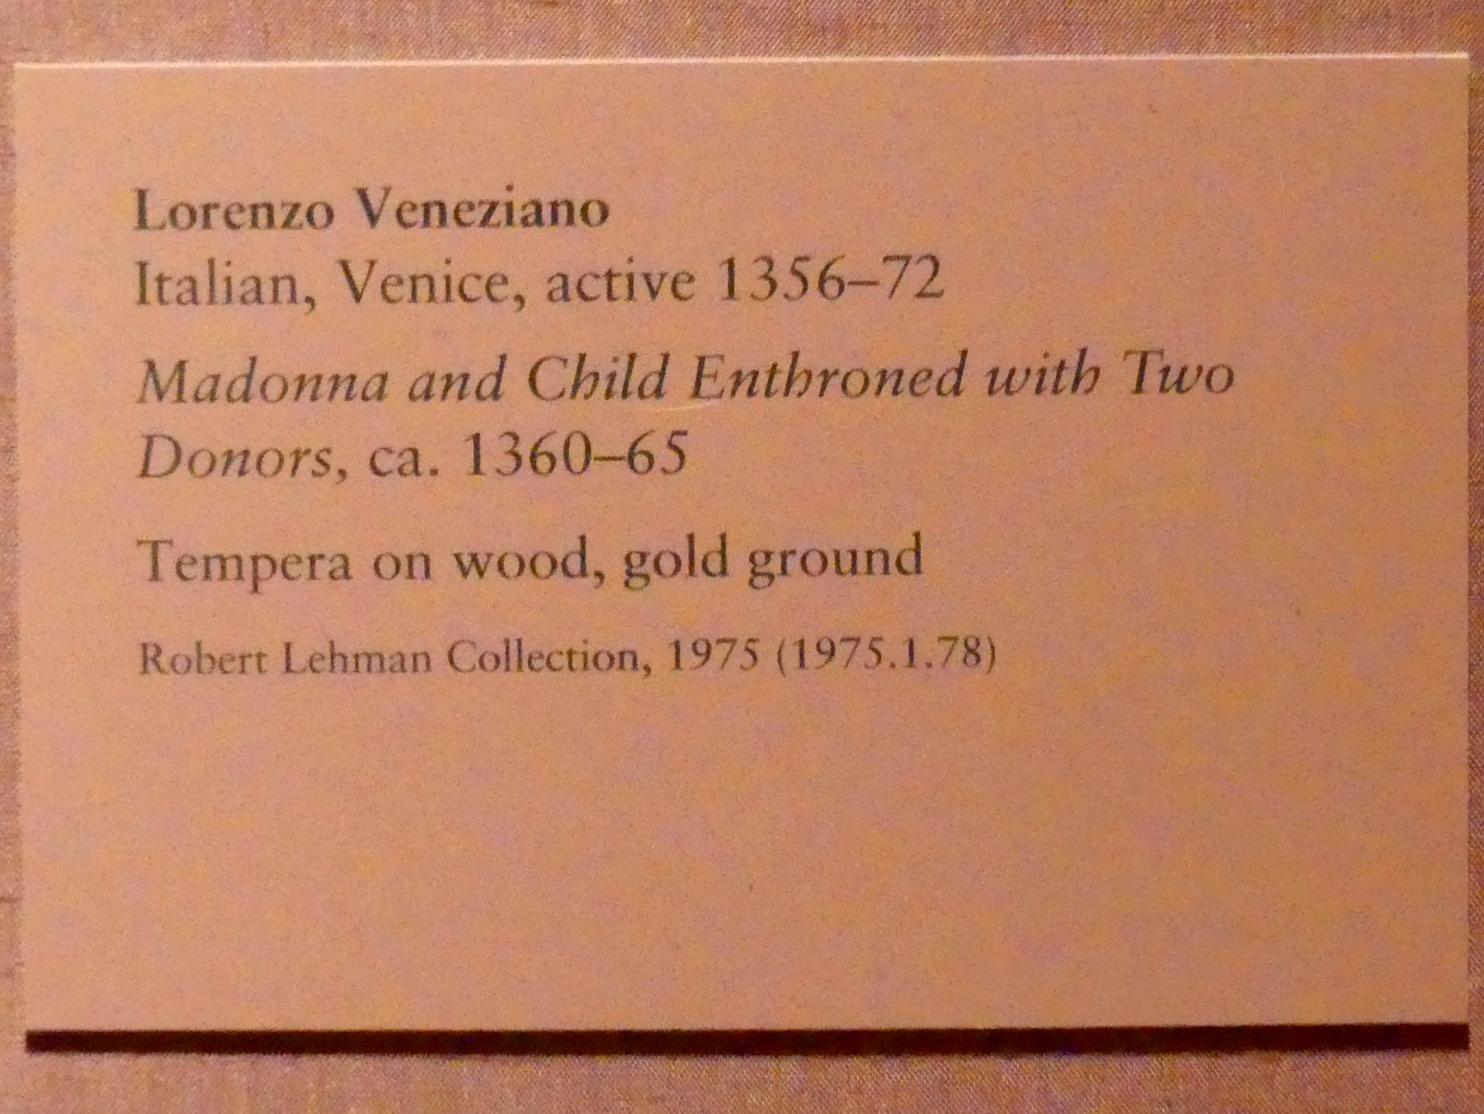 Lorenzo Veneziano
Italian, Venice, active 1356–72
Madonna and Child Enthroned with Two
Donors, ca. 1360–65
Tempera on wood, gold ground
Robert Lehman Collection, 1975 (1975.1.78)